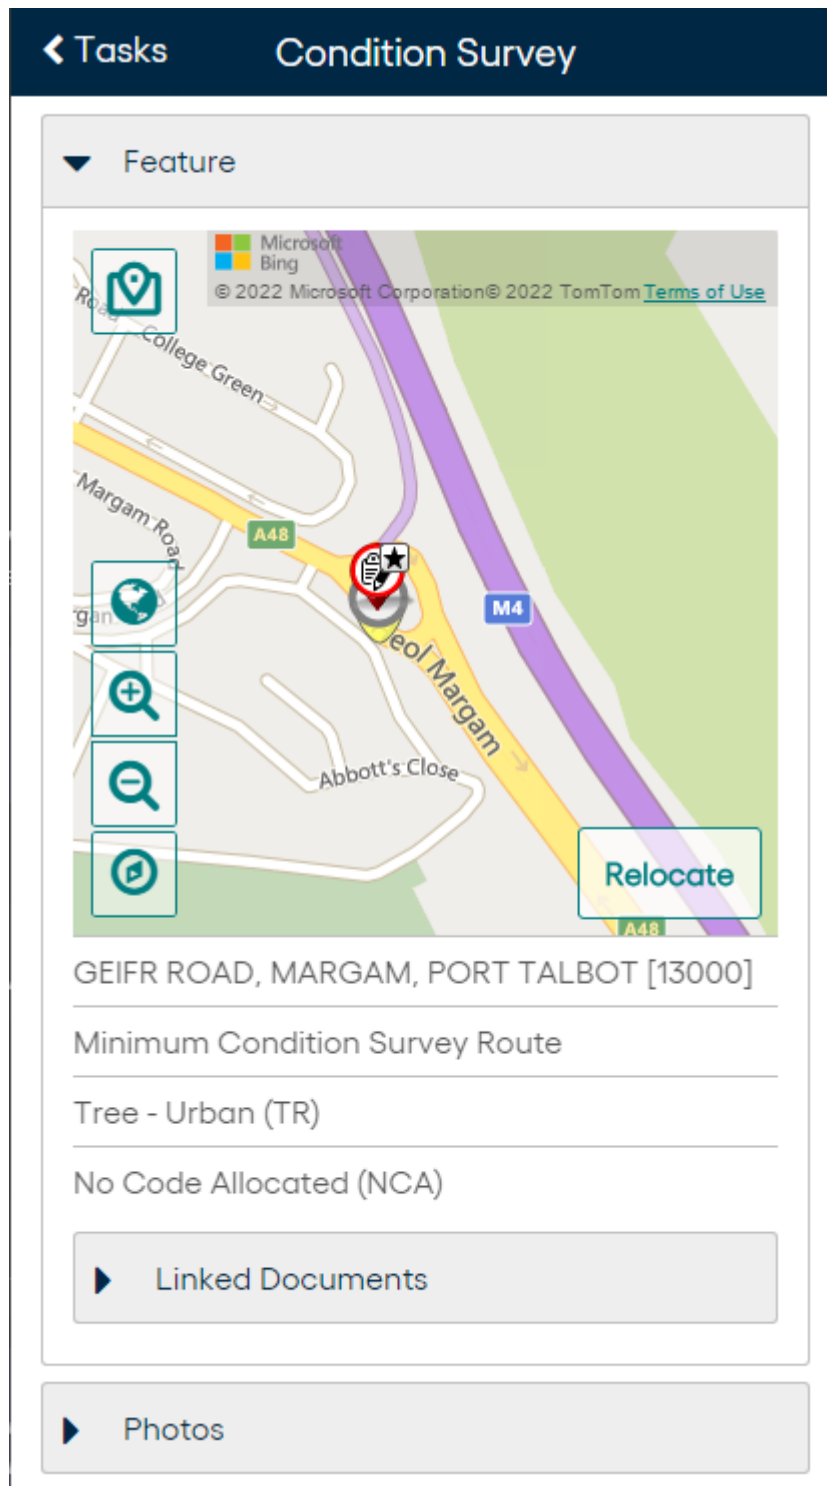 Tasks
Condition Survey
Feature
Microsoft
Bing
© 2022 Microsoft Corporation© 2022 TomTom Terms of Use
Road
College Green
Margam Road
A48
M4
gan
eol Margam
Abbott's Close
Relocate
A48
GEIFR ROAD, MARGAM, PORT TALBOT [13000]
Minimum Condition Survey Route
Tree - Urban (TR)
No Code Allocated (NCA)
Linked Documents
Photos